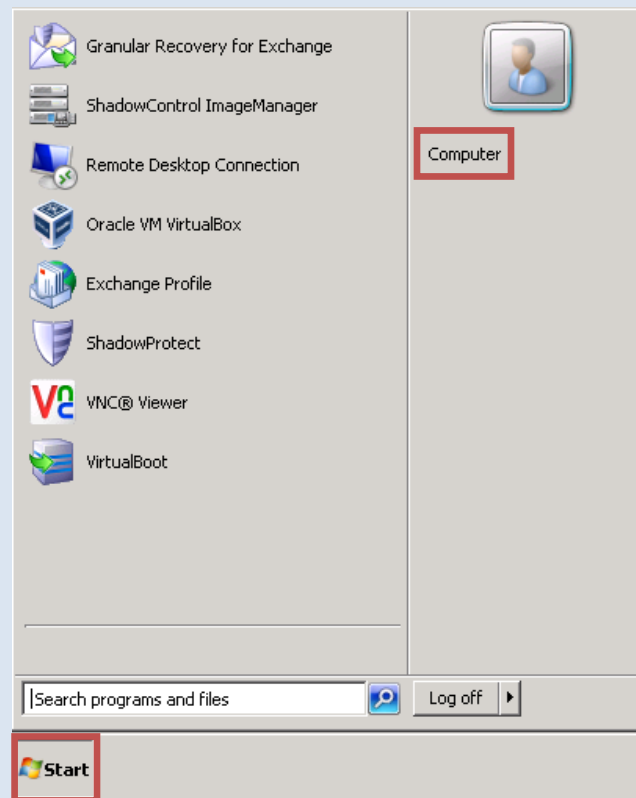 Granular Recovery for Exchange
ShadowControl ImageManager
Remote Desktop Connection
Oracle VM VirtualBox
Exchange Profile
ShadowProtect
VNC® Viewer
VirtualBoot
Computer
Search programs and files
Log off
Start